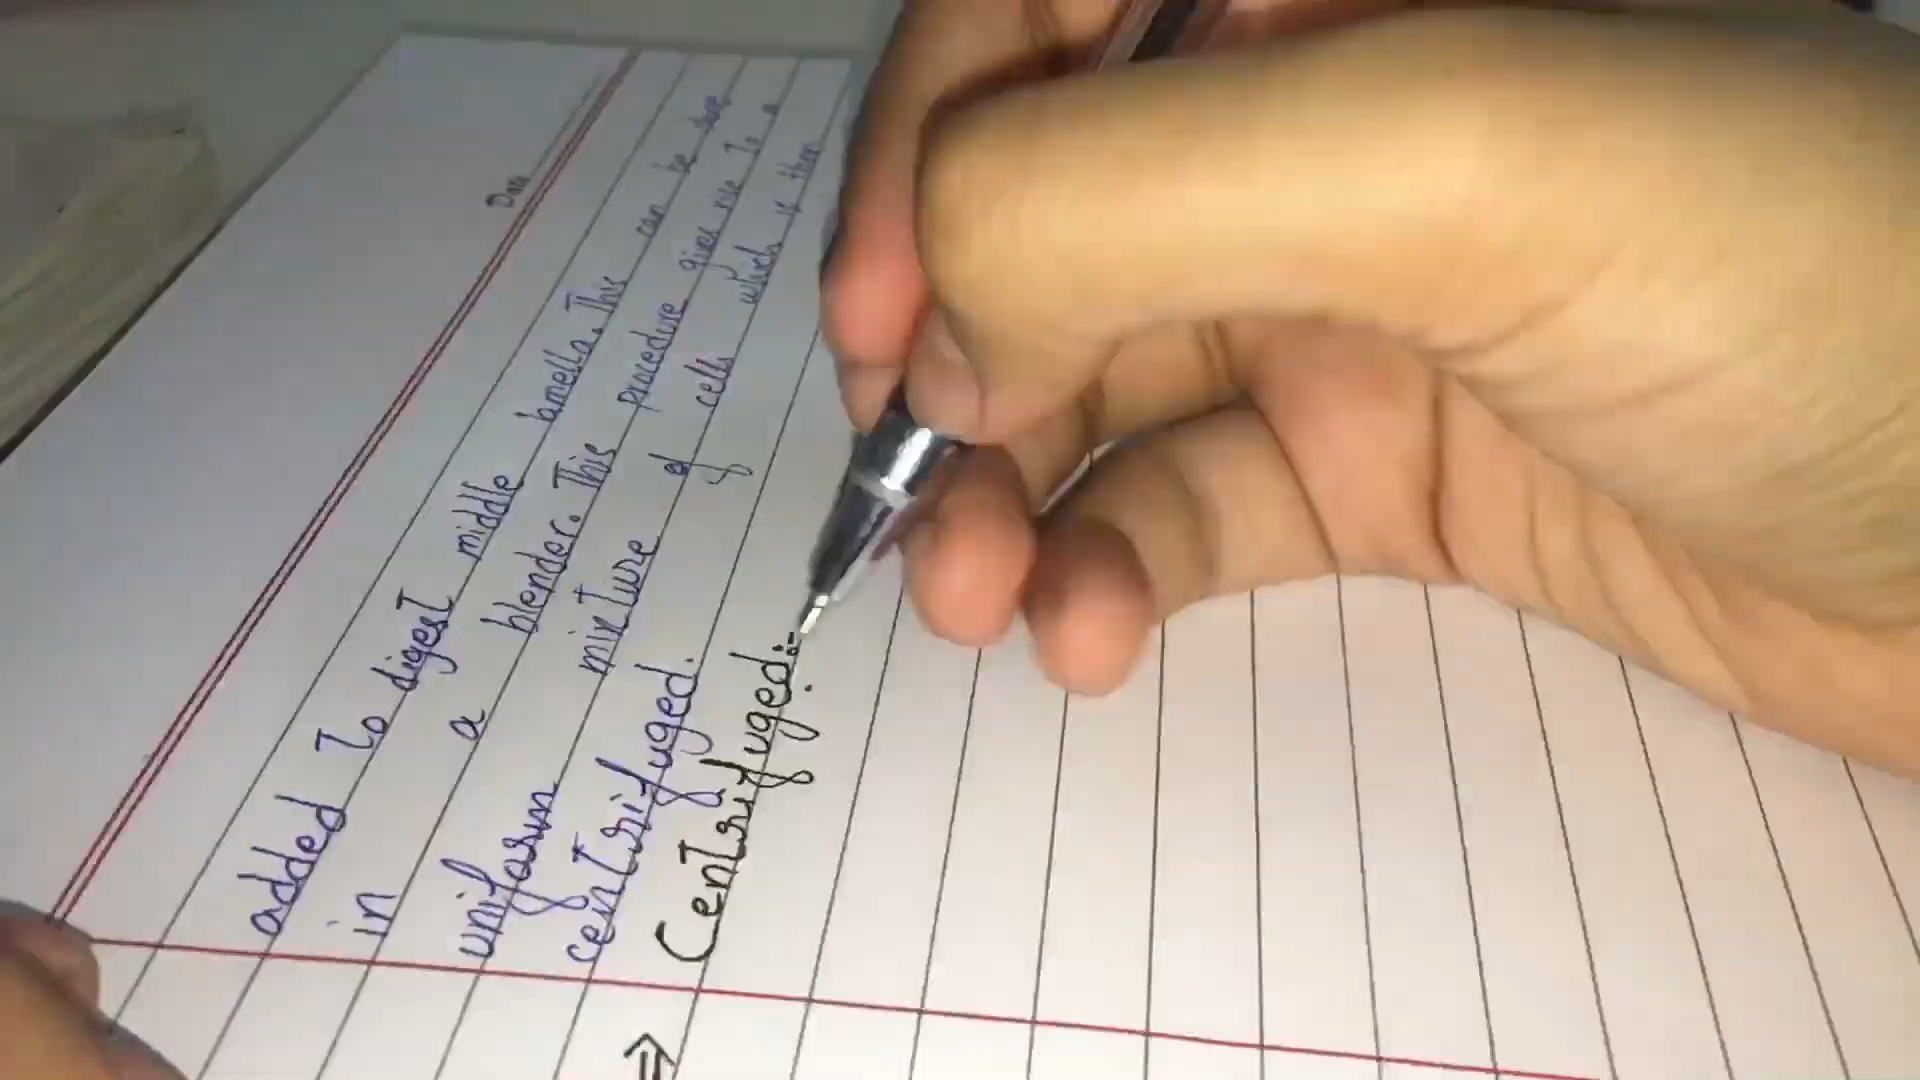 Date
added to digest middle lamella. This can be done
in a blender. This procedure gives rise to a
uniform mixture of cells which is then
centrifuged.
⇒ Centrifuged:-